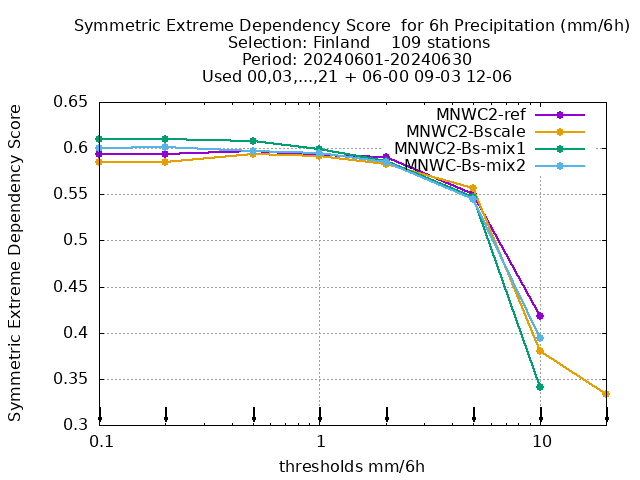 Symmetric Extreme Dependency Score  for 6h Precipitation (mm/6h)
Selection: Finland    109 stations
Period: 20240601-20240630
Used 00,03,...,21 + 06-00 09-03 12-06
Symmetric Extreme Dependency Score
0.65
0.6
0.55
0.5
0.45
0.4
0.35
0.3
MNWC2-ref
MNWC2-Bscale
MNWC2-Bs-mix1
MNWC-Bs-mix2
0.1 1 10
thresholds mm/6h